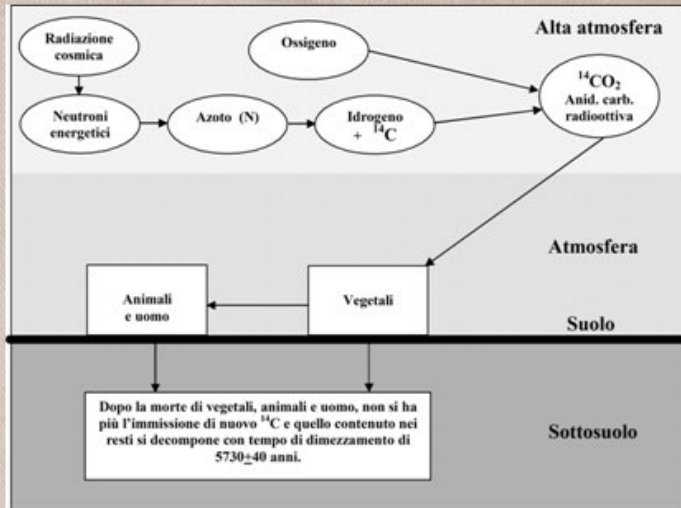 Radiazione
cosmica
Ossigeno
Alta atmosfera
Neutroni
energetici
Azoto (N)
Idrogeno
+ ¹⁴C
¹⁴CO₂
Anid. carb.
radioottiva
Atmosfera
Animali
e uomo
Vegetali
Suolo
Dopo la morte di vegetali, animali e uomo, non si ha
più l'immissione di nuovo ¹⁴C e quello contenuto nei
resti si decompone con tempo di dimezzamento di
5730±40 anni.
Sottosuolo